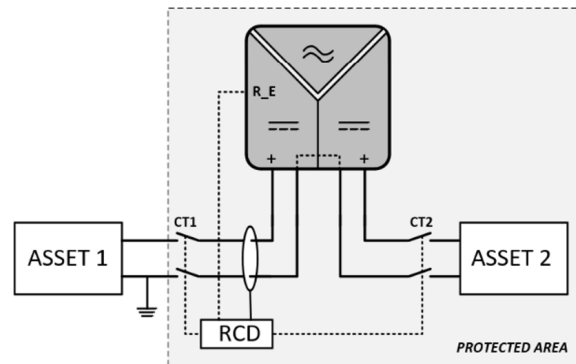 R_E
+ +
CT1 CT2
ASSET 1 ASSET 2
RCD
PROTECTED AREA